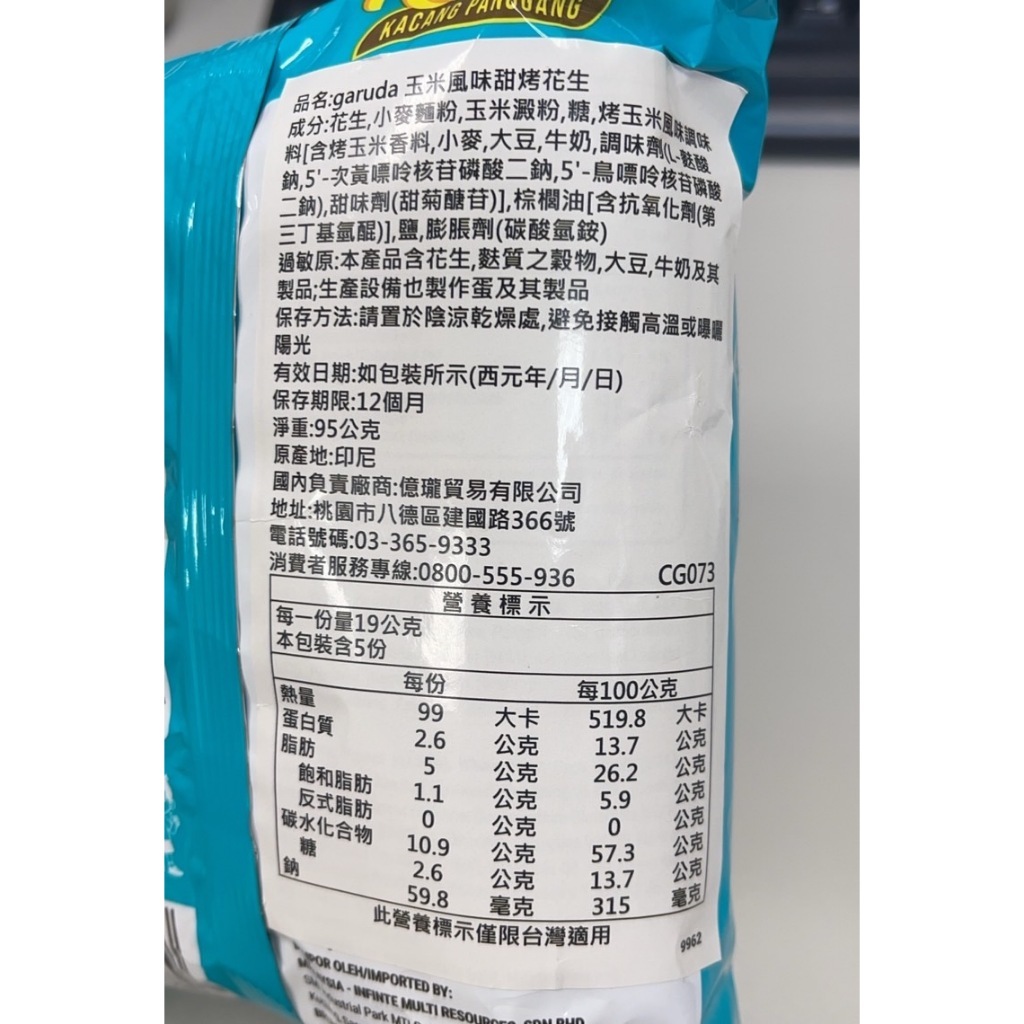 KACANG PANGGANG
品名:garuda 玉米風味甜烤花生
成分:花生,小麥麵粉,玉米澱粉,糖,烤玉米風味調味
料[含烤玉米香料,小麥,大豆,牛奶,調味劑(L-麩酸
鈉,5'-次黃嘌呤核苷磷酸二鈉,5'-鳥嘌呤核苷磷酸
二鈉),甜味劑(甜菊醣苷)],棕櫚油[含抗氧化劑(第
三丁基氫醌)],鹽,膨脹劑(碳酸氫銨)
過敏原:本產品含花生,麩質之穀物,大豆,牛奶及其
製品;生產設備也製作蛋及其製品
保存方法:請置於陰涼乾燥處,避免接觸高溫或曝曬
陽光
有效日期:如包裝所示(西元年/月/日)
保存期限:12個月
淨重:95公克
原產地:印尼
國內負責廠商:億瓏貿易有限公司
地址:桃園市八德區建國路366號
電話號碼:03-365-9333
消費者服務專線:0800-555-936 CG073
營養標示
每一份量19公克
本包裝含5份
每份 每100公克
熱量 99 大卡 519.8 大卡
蛋白質 2.6 公克 13.7 公克
脂肪 5 公克 26.2 公克
飽和脂肪 1.1 公克 5.9 公克
反式脂肪 0 公克 0 公克
碳水化合物 10.9 公克 57.3 公克
糖 2.6 公克 13.7 公克
鈉 59.8 毫克 315 毫克
此營養標示僅限台灣適用 9962
OLEH/IMPORTED BY:
- INFINTE MULTI RESOURCES SDN BHD
Park